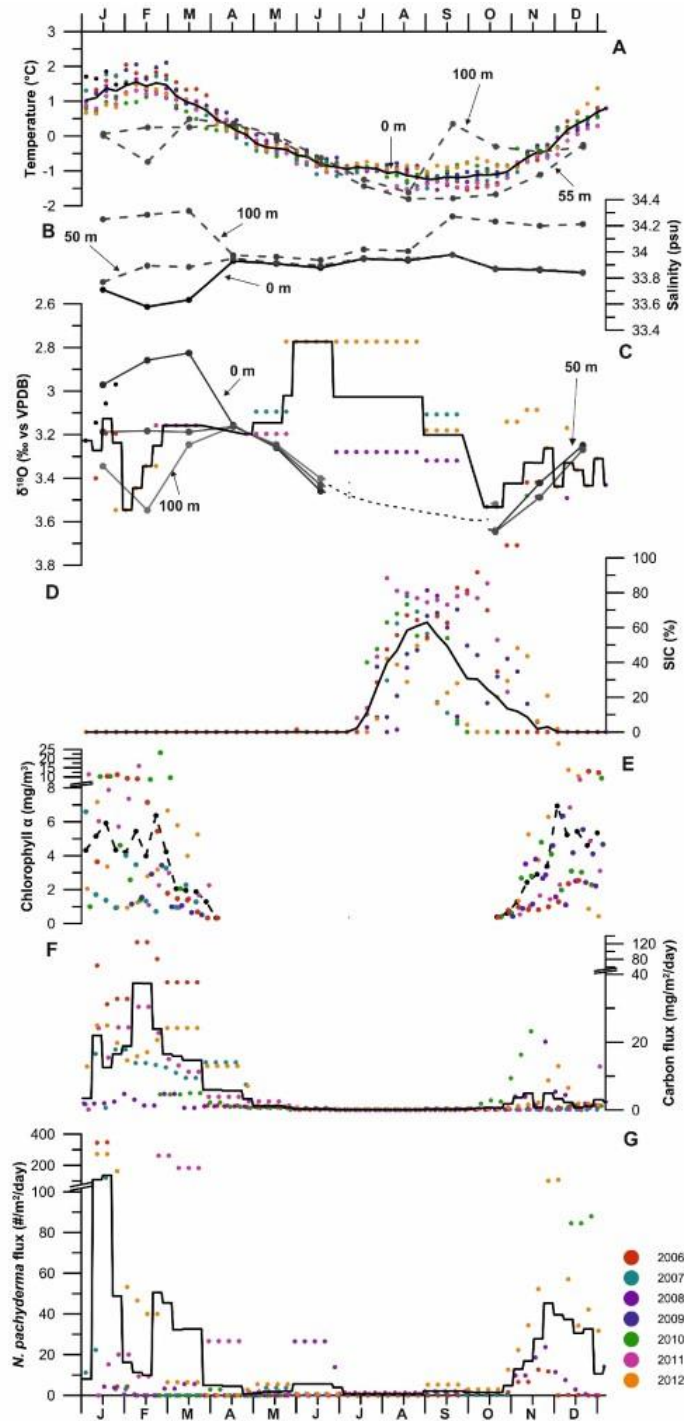 J F M A M J J A S O N D
A
Temperature (°C)
3
2
1
0
-1
-2
100 m
0 m
55 m
B
50 m
100 m
0 m
34.4
34.2
34
33.8
33.6
33.4
Salinity (psu)
2.6
2.8
3
3.2
3.4
3.6
3.8
δ¹⁸O (‰ vs VPDB)
C
0 m
50 m
100 m
D
100
80
60
40
20
0
SIC (%)
25
20
15
10
8
6
4
2
0
Chlorophyll α (mg/m³)
E
F
120
80
40
20
0
Carbon flux (mg/m²/day)
G
400
200
100
80
60
40
20
0
N. pachyderma flux (#/m²/day)
2006
2007
2008
2009
2010
2011
2012
J F M A M J J A S O N D